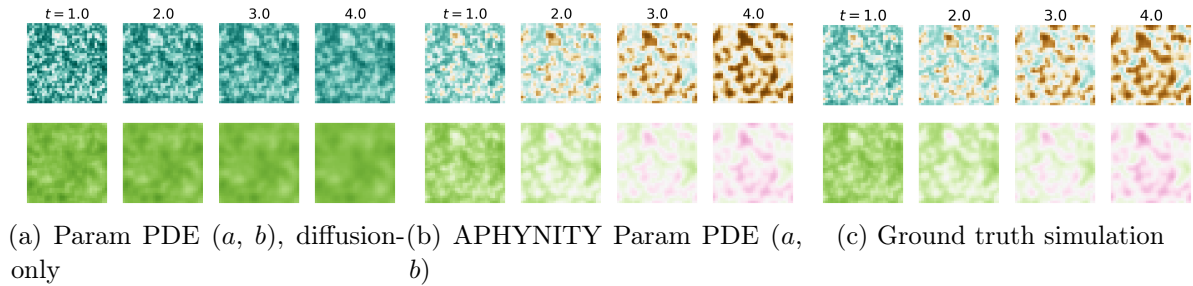 t = 1.0 2.0 3.0 4.0 t = 1.0 2.0 3.0 4.0 t = 1.0 2.0 3.0 4.0
(a) Param PDE (a, b), diffusion-
only
(b) APHYNITY Param PDE (a,
b)
(c) Ground truth simulation